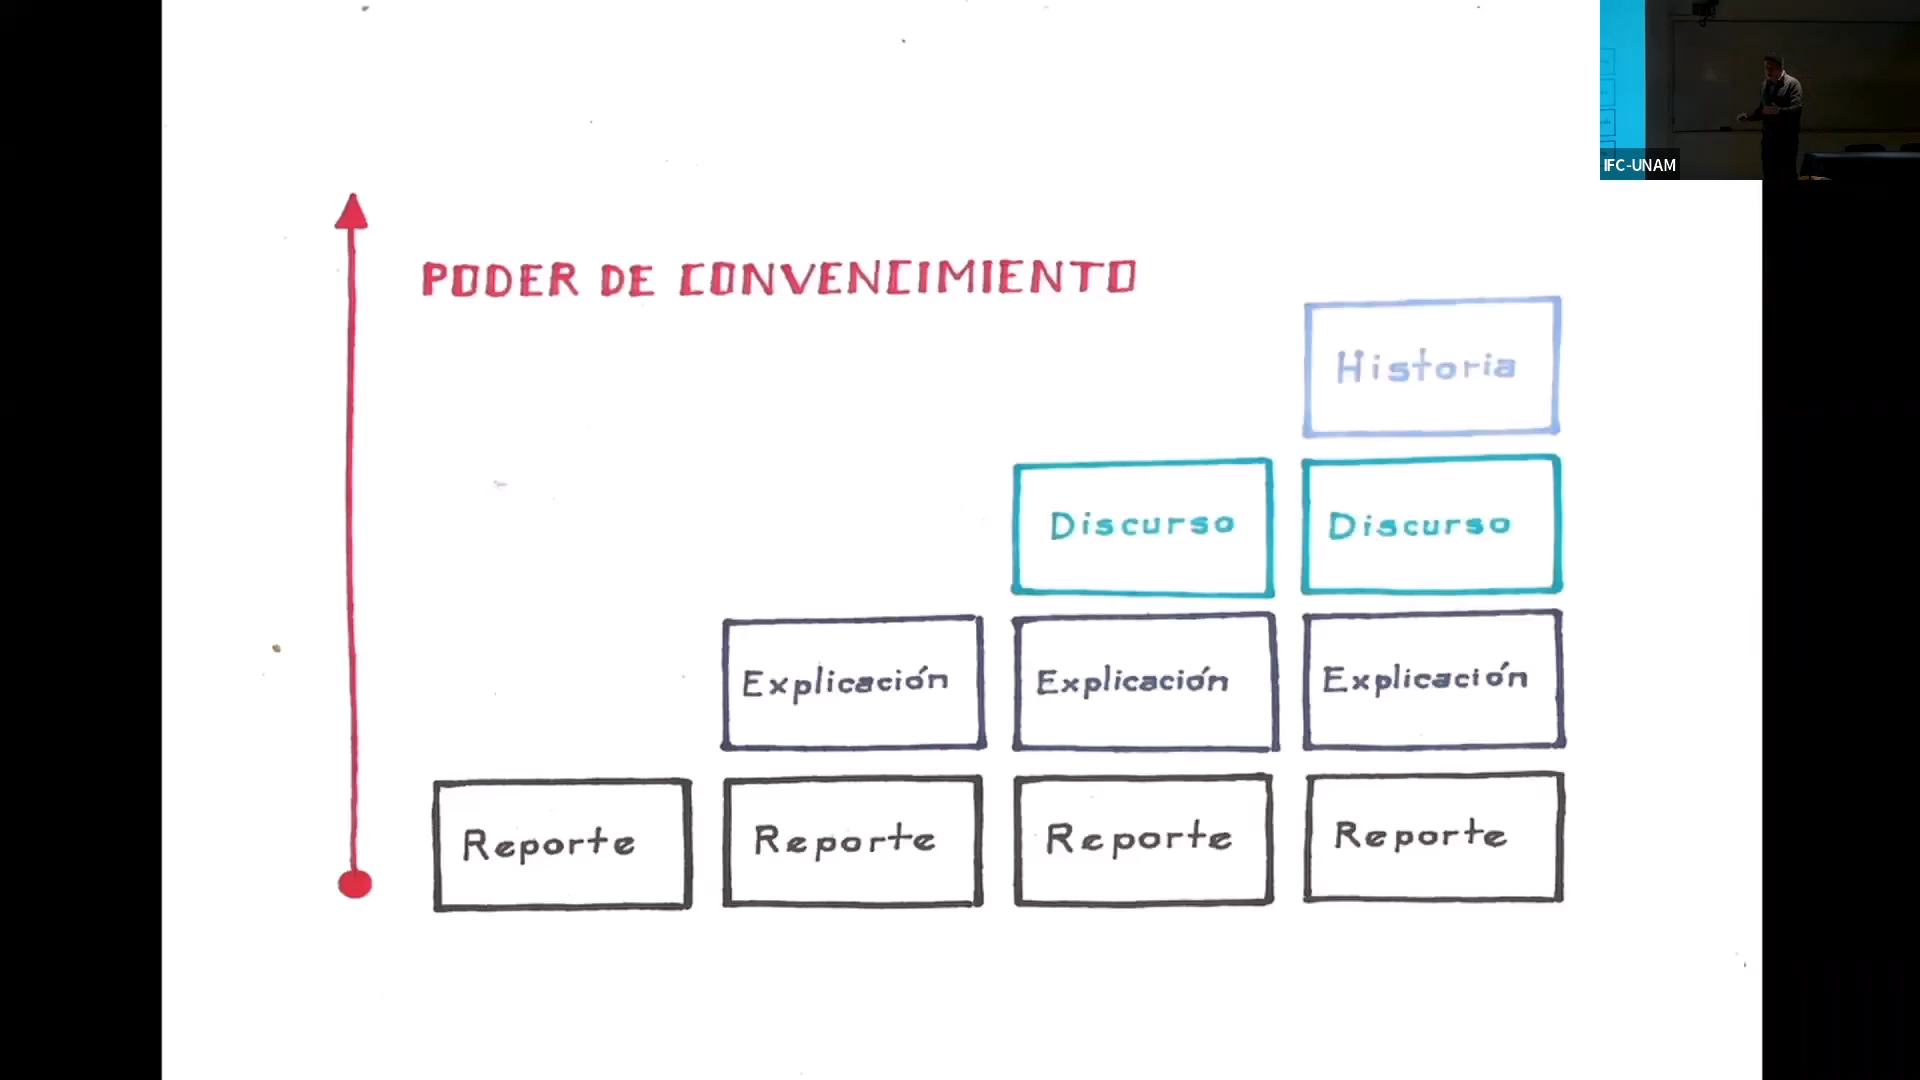 IFC-UNAM
PODER DE CONVENCIMIENTO
Historia
Discurso Discurso
Explicación Explicación Explicación
Reporte Reporte Reporte Reporte